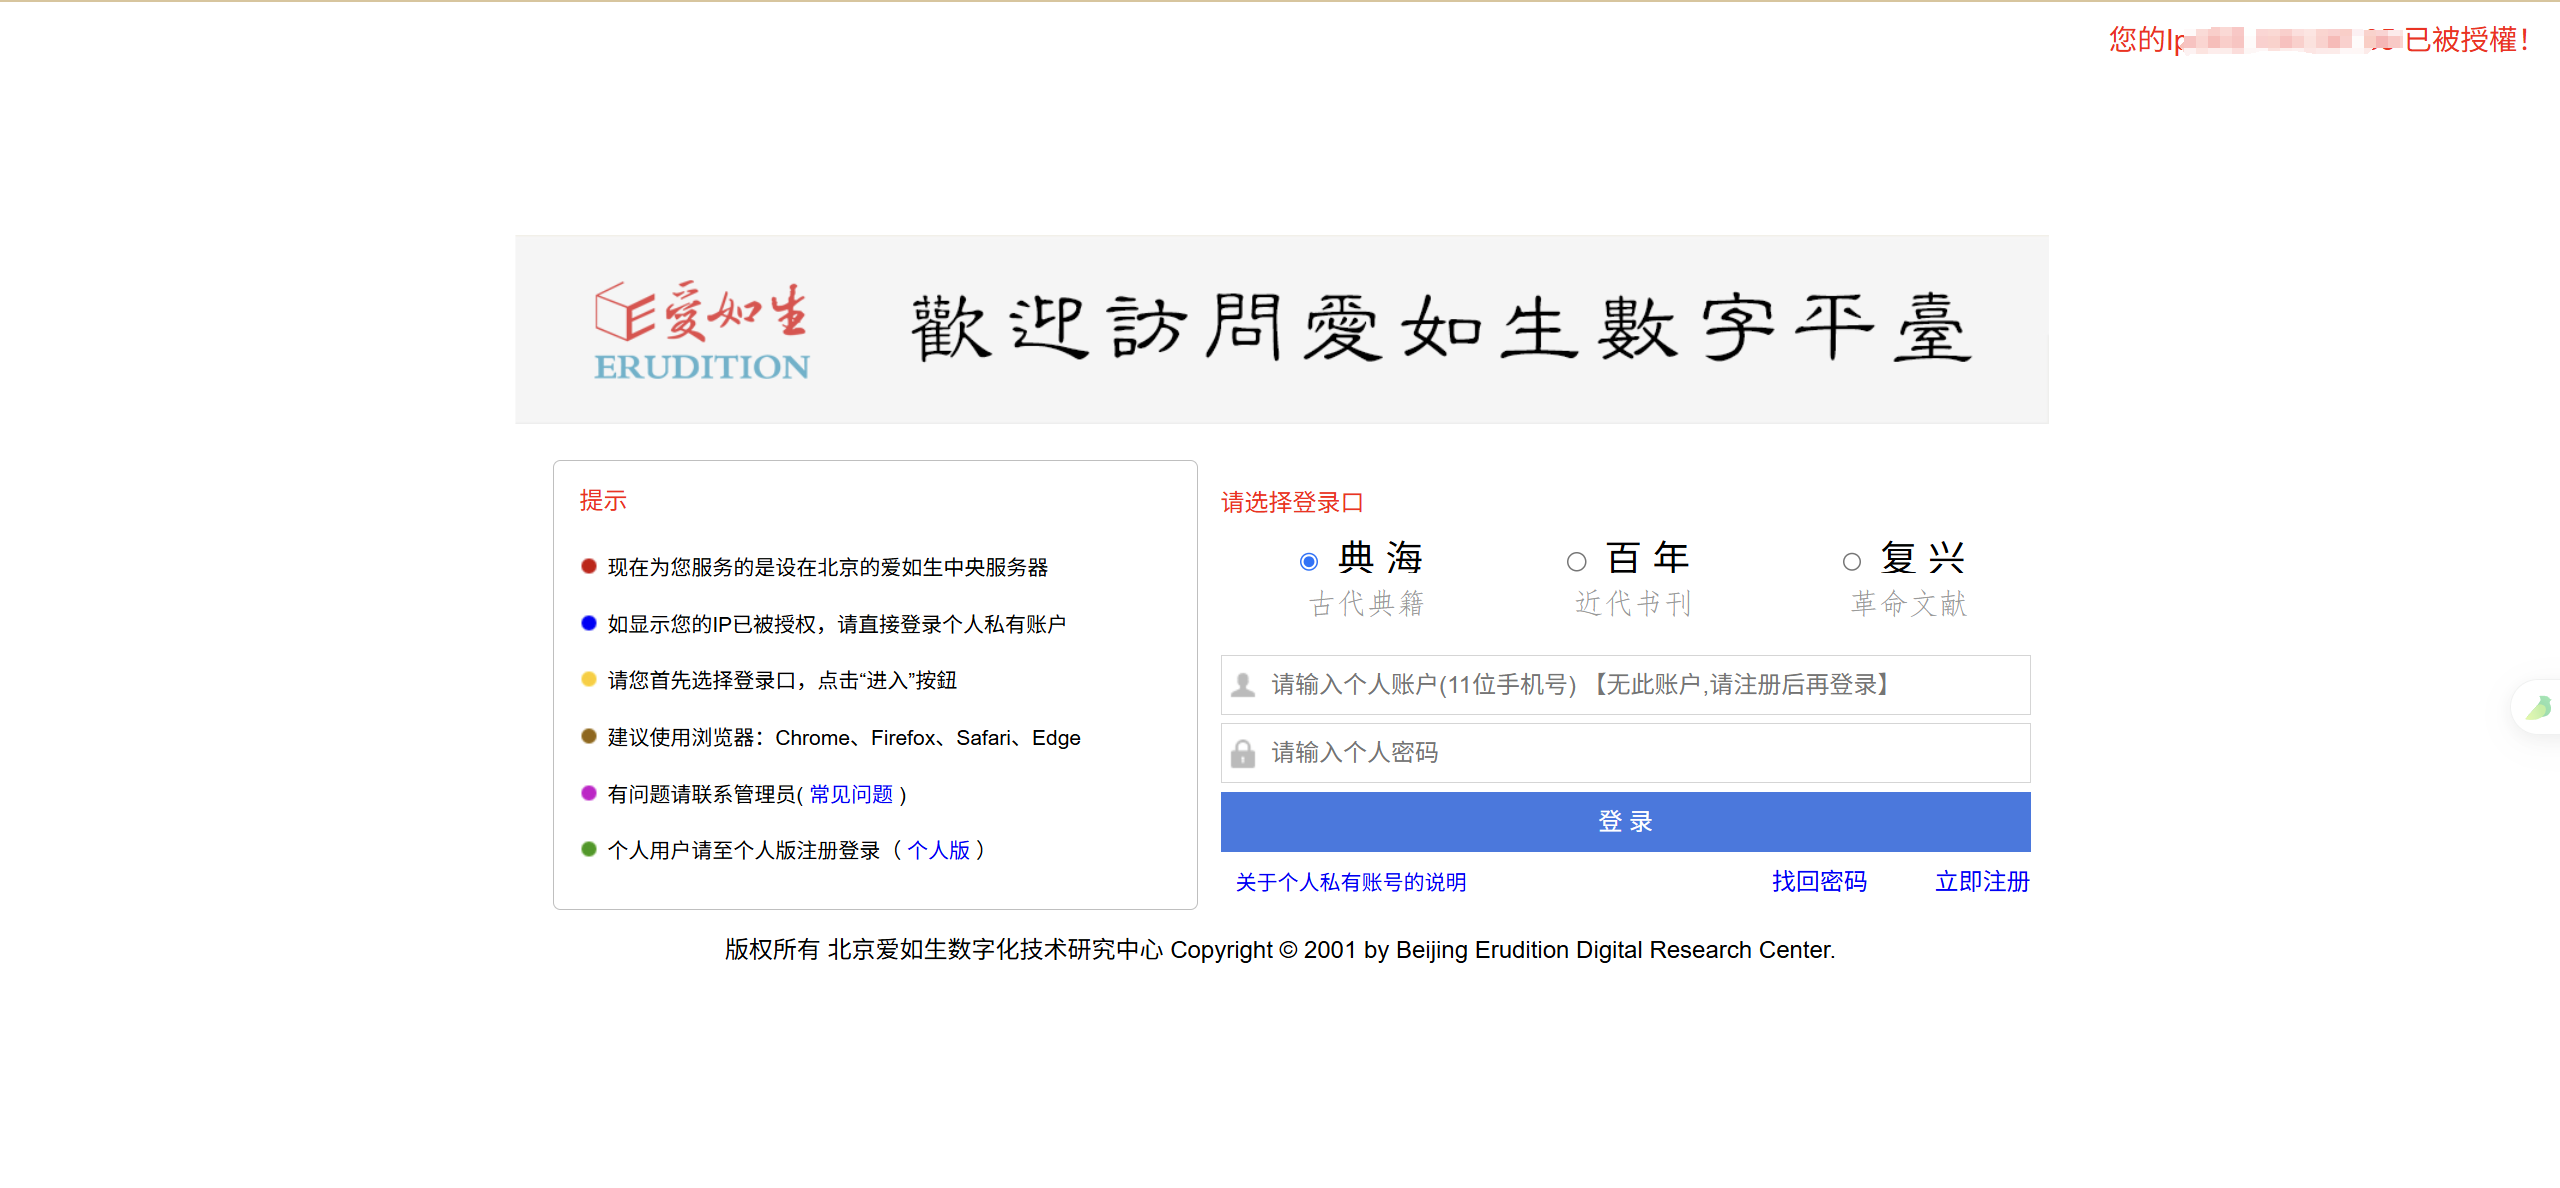 您的Ip 已被授權！
爱如生
ERUDITION
歡迎訪問愛如生數字平臺
提示
现在为您服务的是设在北京的爱如生中央服务器
如显示您的IP已被授权，请直接登录个人私有账户
请您首先选择登录口，点击“进入”按鈕
建议使用浏览器：Chrome、Firefox、Safari、Edge
有问题请联系管理员( 常见问题 )
个人用户请至个人版注册登录（ 个人版 ）
请选择登录口
典 海 百 年 复 兴
古代典籍 近代书刊 革命文献
请输入个人账户(11位手机号) 【无此账户,请注册后再登录】
请输入个人密码
登 录
关于个人私有账号的说明 找回密码 立即注册
版权所有 北京爱如生数字化技术研究中心 Copyright © 2001 by Beijing Erudition Digital Research Center.